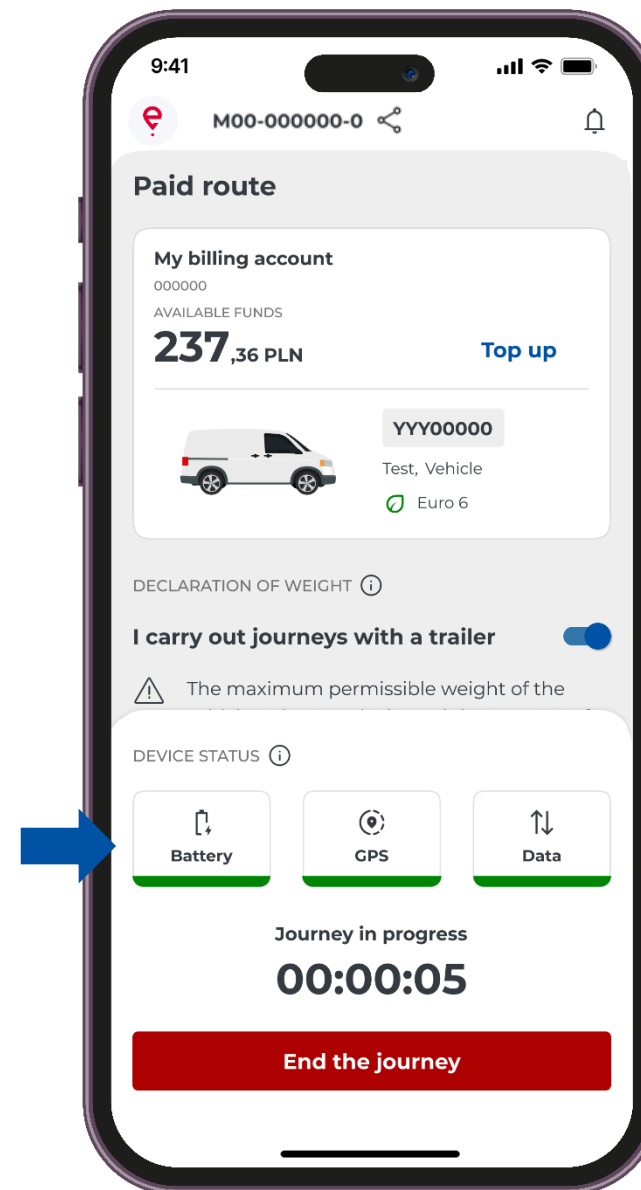 9:41
M00-000000-0
Paid route
My billing account
000000
AVAILABLE FUNDS
237,36 PLN
Top up
YYY00000
Test, Vehicle
Euro 6
DECLARATION OF WEIGHT
I carry out journeys with a trailer
The maximum permissible weight of the
DEVICE STATUS
Battery GPS Data
Journey in progress
00:00:05
End the journey